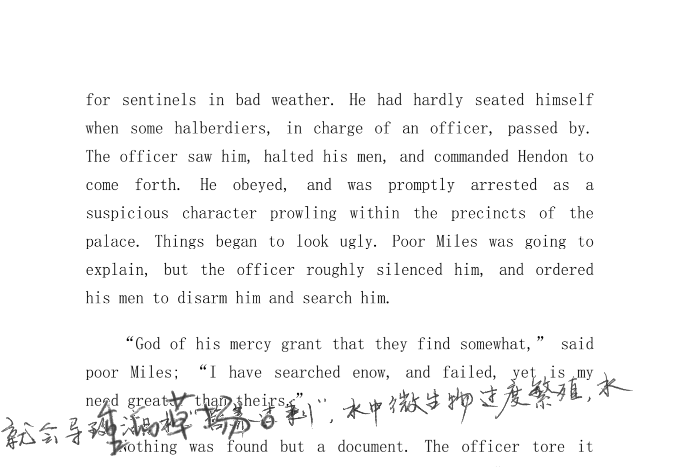 for sentinels in bad weather. He had hardly seated himself
when some halberdiers, in charge of an officer, passed by.
The officer saw him, halted his men, and commanded Hendon to
come forth. He obeyed, and was promptly arrested as a
suspicious character prowling within the precincts of the
palace. Things began to look ugly. Poor Miles was going to
explain, but the officer roughly silenced him, and ordered
his men to disarm him and search him.
“God of his mercy grant that they find somewhat,” said
poor Miles; “I have searched enow, and failed, yet is my
need greater than theirs.”
就会导致 ，水中微生物过度繁殖，水
Nothing was found but a document. The officer tore it